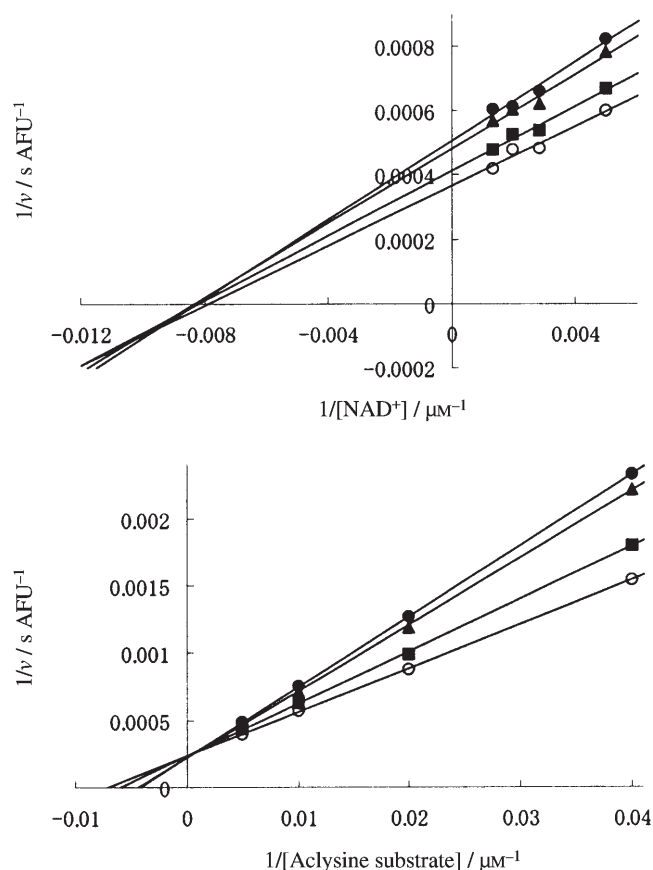 0.0008
0.0006
0.0004
0.0002
0
-0.0002
1/v / s AFU⁻¹
-0.012 -0.008 -0.004 0 0.004
1/[NAD⁺] / μM⁻¹
0.002
0.0015
0.001
0.0005
0
1/v / s AFU⁻¹
-0.01 0 0.01 0.02 0.03 0.04
1/[Aclysine substrate] / μM⁻¹